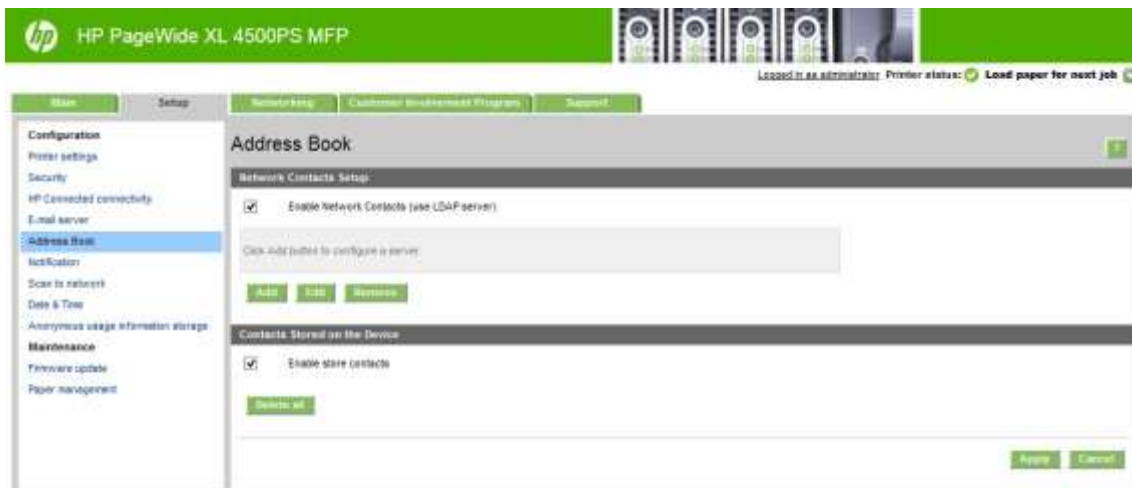 hp HP PageWide XL 4500PS MFP
Logged in as administrator Printer status: Load paper for next job
Main Setup Networking Customer Involvement Program Support
Configuration
Printer settings
Security
HP Connected connectivity
E-mail server
Address Book
Notification
Scan to network
Date & Time
Anonymous usage information storage
Maintenance
Firmware update
Paper management
Address Book
?
Network Contacts Setup
Enable Network Contacts (use LDAP server)
Click Add button to configure a server.
Add Edit Remove
Contacts Stored on the Device
Enable store contacts
Delete all
Apply Cancel